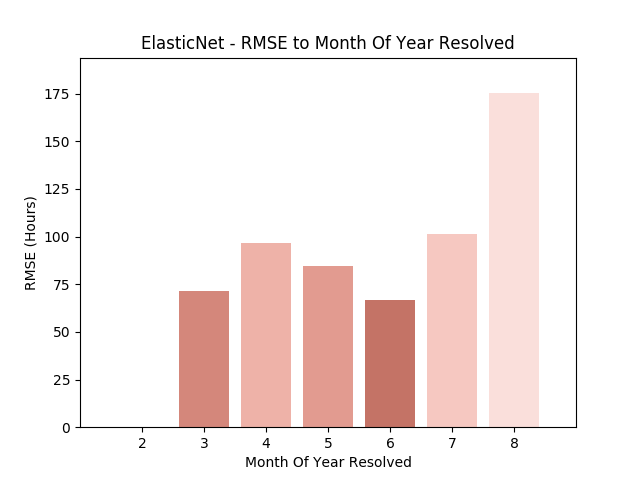 ElasticNet - RMSE to Month Of Year Resolved
175
150
125
100
75
50
25
0
RMSE (Hours)
2 3 4 5 6 7 8
Month Of Year Resolved